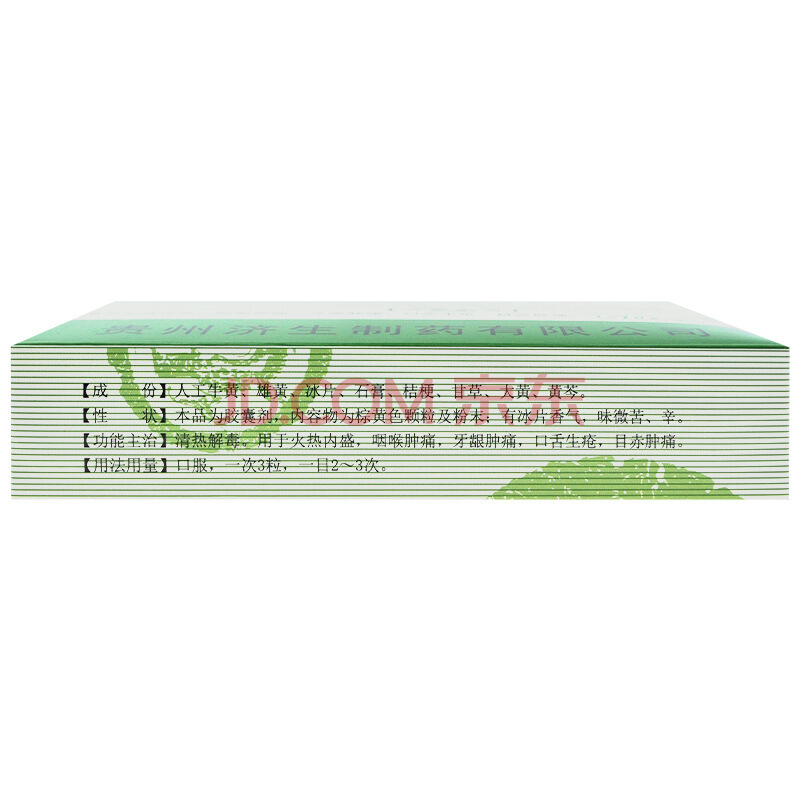 贵州济生制药有限公司
JD.COM 京东
【成 份】人工牛黄、雄黄、冰片、石膏、桔梗、甘草、大黄、黄芩。
【性 状】本品为胶囊剂，内容物为棕黄色颗粒及粉末；有冰片香气，味微苦、辛。
【功能主治】清热解毒。用于火热内盛，咽喉肿痛，牙龈肿痛，口舌生疮，目赤肿痛。
【用法用量】口服，一次3粒，一日2～3次。